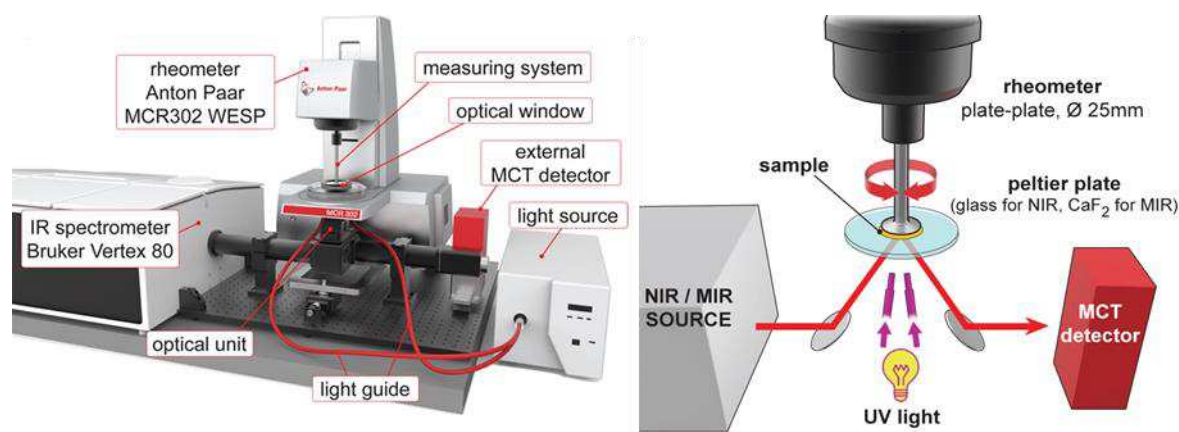 rheometer
Anton Paar
MCR302 WESP
measuring system
optical window
external
MCT detector
light source
IR spectrometer
Bruker Vertex 80
optical unit
light guide
Anton Paar
MCR 302
rheometer
plate-plate, Ø 25mm
sample
peltier plate
(glass for NIR, CaF₂ for MIR)
NIR / MIR
SOURCE
MCT
detector
UV light